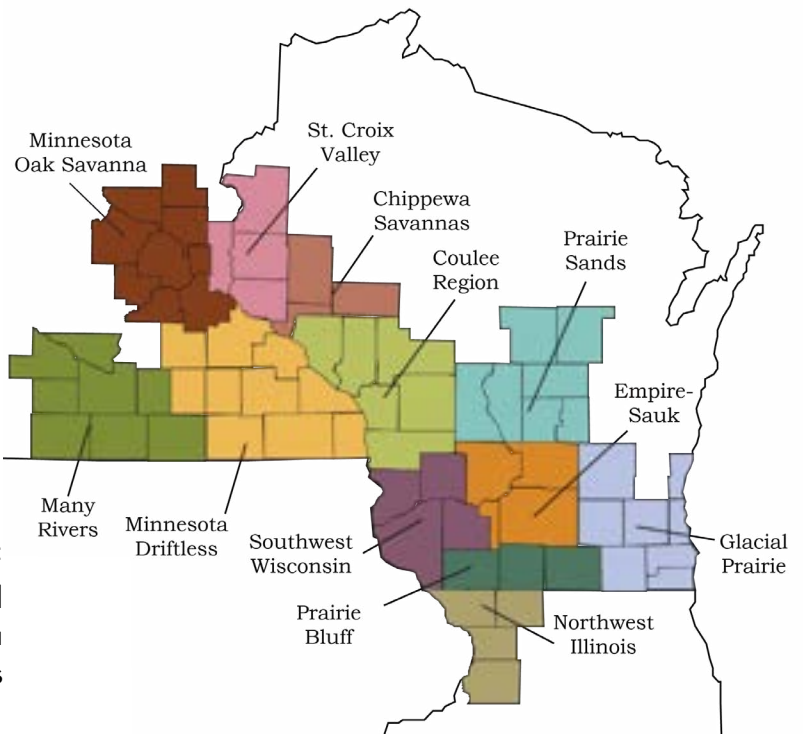 St. Croix
Valley
Minnesota
Oak Savanna
Chippewa
Savannas
Prairie
Sands
Coulee
Region
Empire-
Sauk
Many
Rivers
Minnesota
Driftless
Southwest
Wisconsin
Glacial
Prairie
Prairie
Bluff
Northwest
Illinois